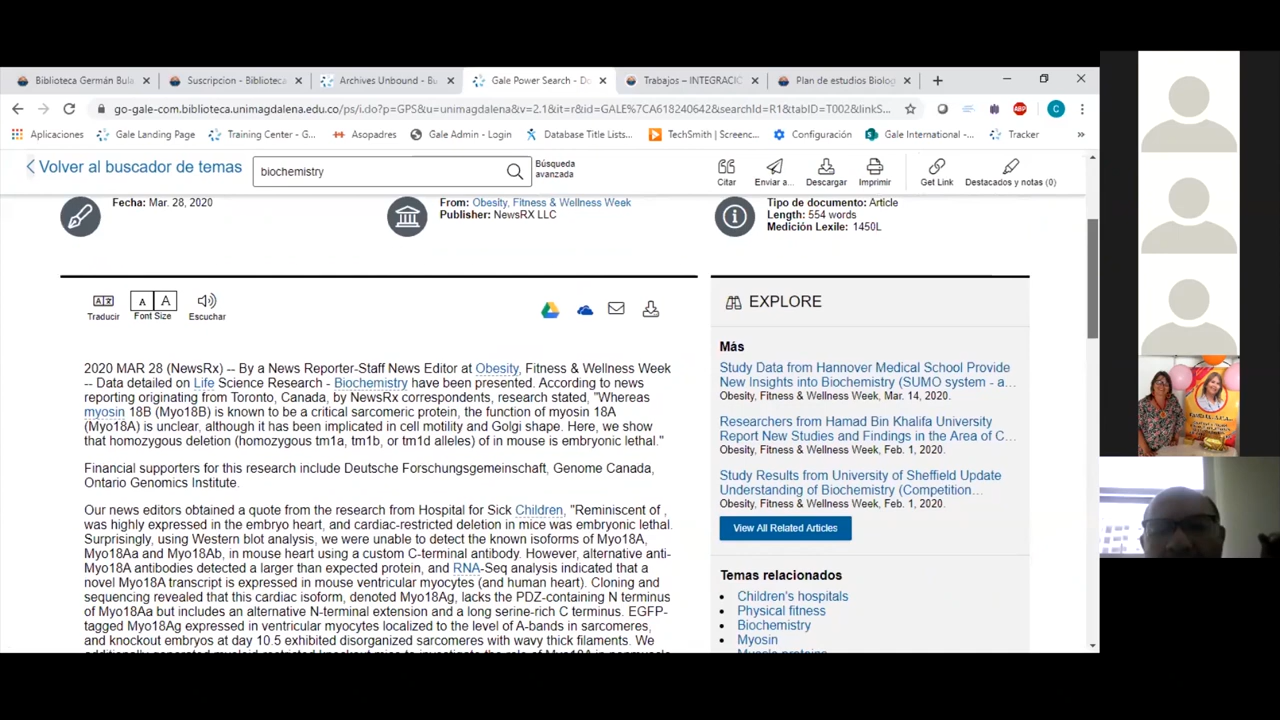 Biblioteca Germán Bula
Suscripcion - Biblioteca
Archives Unbound - Bu
Gale Power Search - Do
Trabajos – INTEGRACIÓ
Plan de estudios Biolog
go-gale-com.biblioteca.unimagdalena.edu.co/ps/i.do?p=GPS&u=unimagdalena&v=2.1&it=r&id=GALE%7CA618240642&searchId=R1&tabID=T002&linkS...
ABP
C
Aplicaciones
Gale Landing Page
Training Center - G...
Asopadres
Gale Admin - Login
Database Title Lists...
TechSmith | Screenc...
Configuración
Gale International -...
Tracker
»
Volver al buscador de temas
biochemistry
Búsqueda
avanzada
Citar
Enviar a...
Descargar
Imprimir
Get Link
Destacados y notas (0)
Fecha: Mar. 28, 2020
From: Obesity, Fitness & Wellness Week
Publisher: NewsRX LLC
Tipo de documento: Article
Length: 554 words
Medición Lexile: 1450L
Traducir
A A
Font Size
Escuchar
2020 MAR 28 (NewsRx) -- By a News Reporter-Staff News Editor at Obesity, Fitness & Wellness Week
-- Data detailed on Life Science Research - Biochemistry have been presented. According to news
reporting originating from Toronto, Canada, by NewsRx correspondents, research stated, "Whereas
myosin 18B (Myo18B) is known to be a critical sarcomeric protein, the function of myosin 18A
(Myo18A) is unclear, although it has been implicated in cell motility and Golgi shape. Here, we show
that homozygous deletion (homozygous tm1a, tm1b, or tm1d alleles) of in mouse is embryonic lethal."
Financial supporters for this research include Deutsche Forschungsgemeinschaft, Genome Canada,
Ontario Genomics Institute.
Our news editors obtained a quote from the research from Hospital for Sick Children, "Reminiscent of ,
was highly expressed in the embryo heart, and cardiac-restricted deletion in mice was embryonic lethal.
Surprisingly, using Western blot analysis, we were unable to detect the known isoforms of Myo18A,
Myo18Aa and Myo18Ab, in mouse heart using a custom C-terminal antibody. However, alternative anti-
Myo18A antibodies detected a larger than expected protein, and RNA-Seq analysis indicated that a
novel Myo18A transcript is expressed in mouse ventricular myocytes (and human heart). Cloning and
sequencing revealed that this cardiac isoform, denoted Myo18Ag, lacks the PDZ-containing N terminus
of Myo18Aa but includes an alternative N-terminal extension and a long serine-rich C terminus. EGFP-
tagged Myo18Ag expressed in ventricular myocytes localized to the level of A-bands in sarcomeres,
and knockout embryos at day 10.5 exhibited disorganized sarcomeres with wavy thick filaments. We
EXPLORE
Más
Study Data from Hannover Medical School Provide
New Insights into Biochemistry (SUMO system - a...
Obesity, Fitness & Wellness Week, Mar. 14, 2020.
Researchers from Hamad Bin Khalifa University
Report New Studies and Findings in the Area of C...
Obesity, Fitness & Wellness Week, Feb. 1, 2020.
Study Results from University of Sheffield Update
Understanding of Biochemistry (Competition...
Obesity, Fitness & Wellness Week, Feb. 1, 2020.
View All Related Articles
Temas relacionados
Children's hospitals
Physical fitness
Biochemistry
Myosin